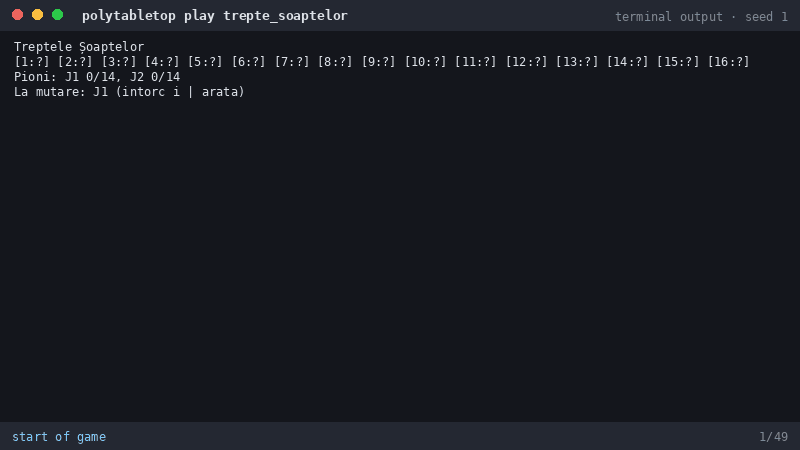 polytabletop play trepte_soaptelor
terminal output · seed 1
Treptele Șoaptelor
[1:?] [2:?] [3:?] [4:?] [5:?] [6:?] [7:?] [8:?] [9:?] [10:?] [11:?] [12:?] [13:?] [14:?] [15:?] [16:?]
Pioni: J1 0/14, J2 0/14
La mutare: J1 (intorc i | arata)
start of game
1/49